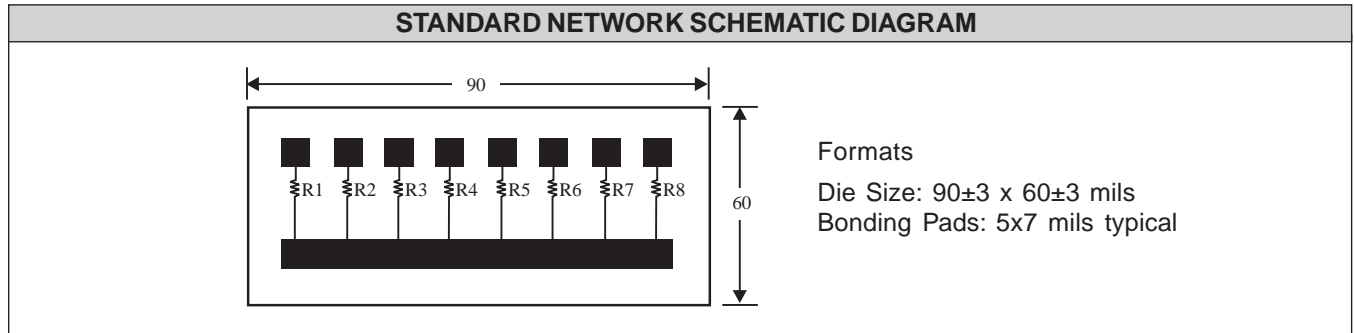 STANDARD NETWORK SCHEMATIC DIAGRAM
90
R1 R2 R3 R4 R5 R6 R7 R8
60
Formats
Die Size: 90±3 x 60±3 mils
Bonding Pads: 5x7 mils typical